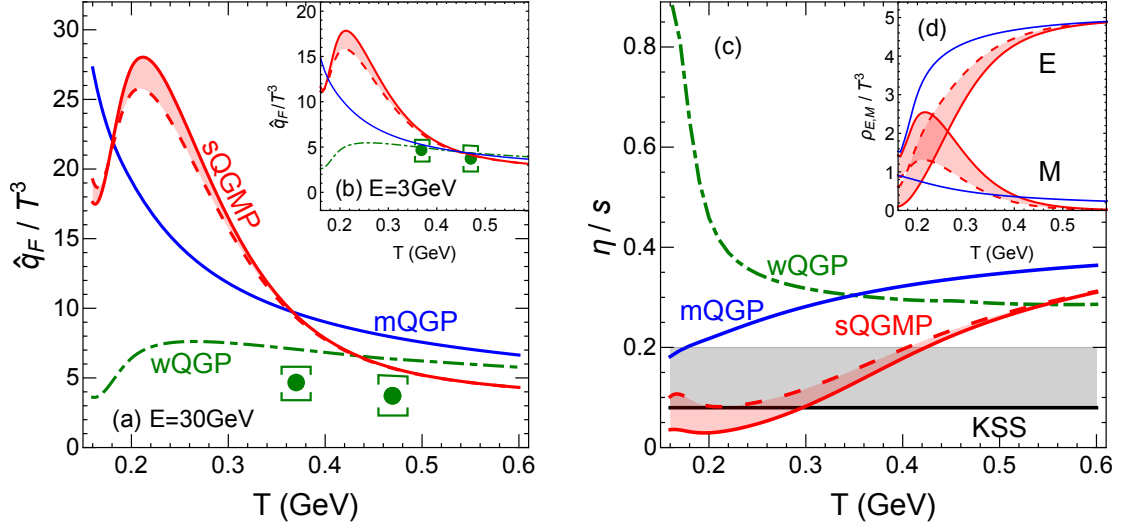 30
25
20
15
10
5
0
q̂F / T³
0.2
0.3
0.4
0.5
0.6
T (GeV)
(a) E=30GeV
sQGMP
mQGP
wQGP
20
15
10
5
0
q̂F/T³
0.2
0.3
0.4
0.5
T (GeV)
(b) E=3GeV
0.8
0.6
0.4
0.2
0
η / s
0.2
0.3
0.4
0.5
0.6
T (GeV)
(c)
wQGP
mQGP
sQGMP
KSS
5
4
3
2
1
0
ρE,M / T³
0.2
0.3
0.4
0.5
T (GeV)
(d)
E
M